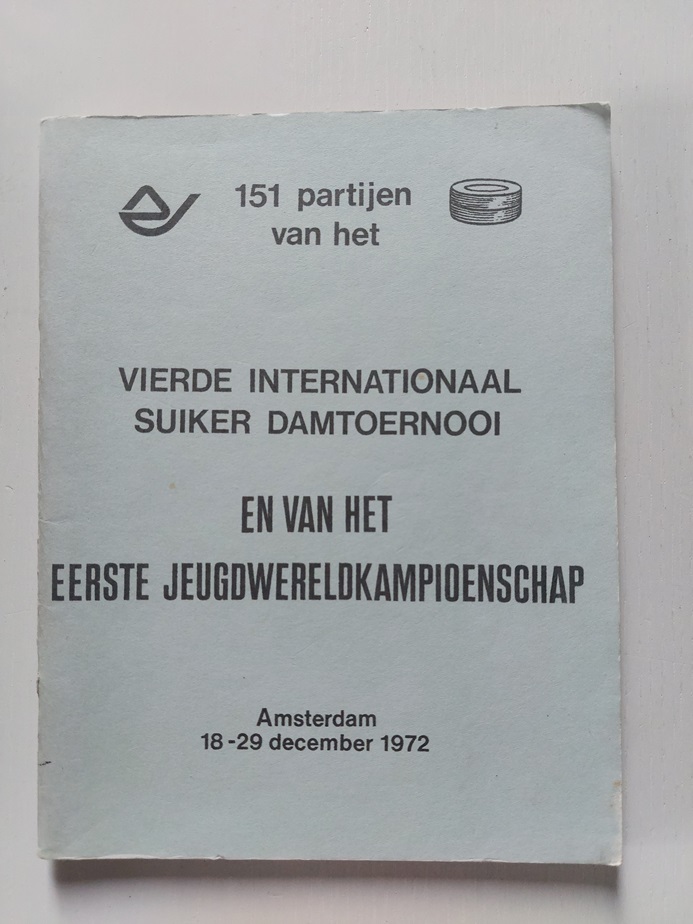 151 partijen
van het
VIERDE INTERNATIONAAL
SUIKER DAMTOERNOOI
EN VAN HET
EERSTE JEUGDWERELDKAMPIOENSCHAP
Amsterdam
18-29 december 1972